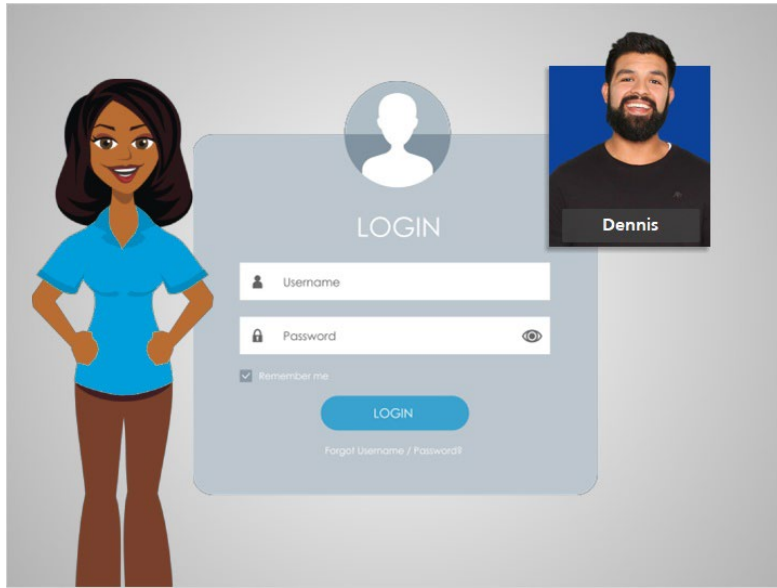 Dennis
LOGIN
Username
Password
Remember me
LOGIN
Forgot Username / Password?